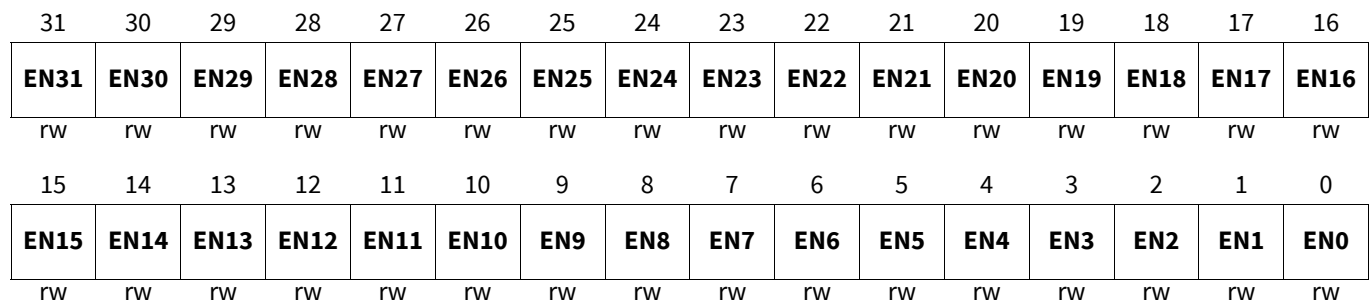 31 30 29 28 27 26 25 24 23 22 21 20 19 18 17 16
EN31 EN30 EN29 EN28 EN27 EN26 EN25 EN24 EN23 EN22 EN21 EN20 EN19 EN18 EN17 EN16
rw rw rw rw rw rw rw rw rw rw rw rw rw rw rw rw
15 14 13 12 11 10 9 8 7 6 5 4 3 2 1 0
EN15 EN14 EN13 EN12 EN11 EN10 EN9 EN8 EN7 EN6 EN5 EN4 EN3 EN2 EN1 EN0
rw rw rw rw rw rw rw rw rw rw rw rw rw rw rw rw